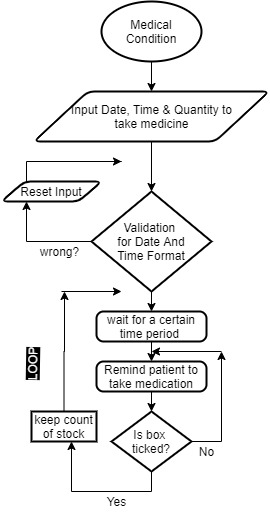 Medical
Condition
Input Date, Time & Quantity to
take medicine
Reset Input
Validation
for Date And
Time Format
wrong?
wait for a certain
time period
LOOP
Remind patient to
take medication
keep count
of stock
Is box
ticked?
No
Yes